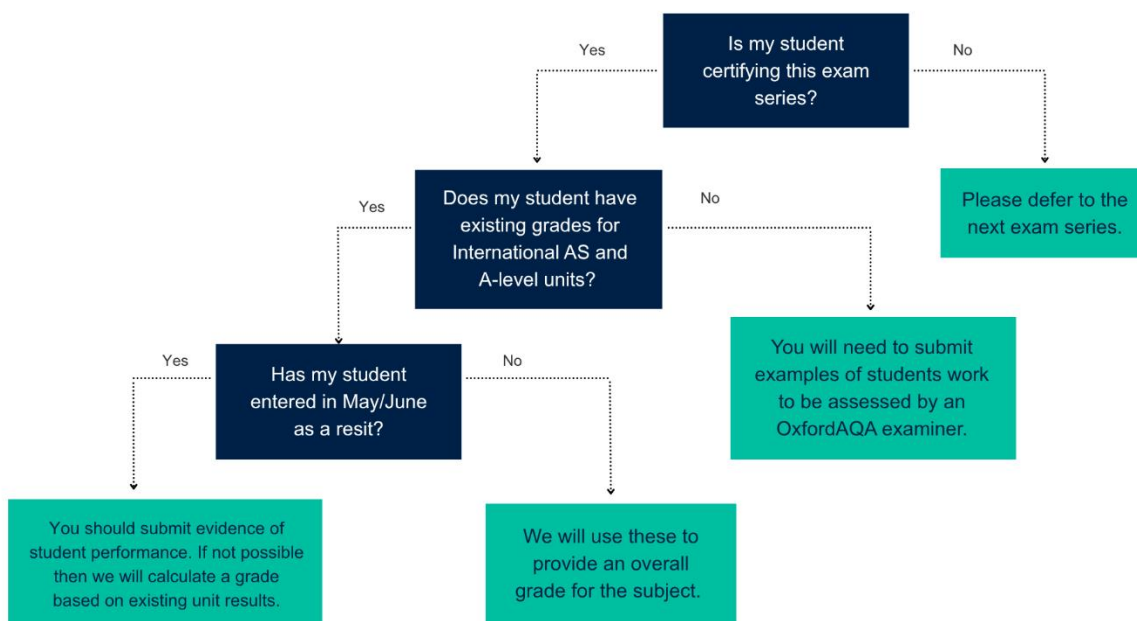 Is my student
certifying this exam
series?
Yes
No
Does my student have
existing grades for
International AS and
A-level units?
Yes
No
Please defer to the
next exam series.
Has my student
entered in May/June
as a resit?
Yes
No
You will need to submit
examples of students work
to be assessed by an
OxfordAQA examiner.
You should submit evidence of
student performance. If not possible
then we will calculate a grade
based on existing unit results.
We will use these to
provide an overall
grade for the subject.